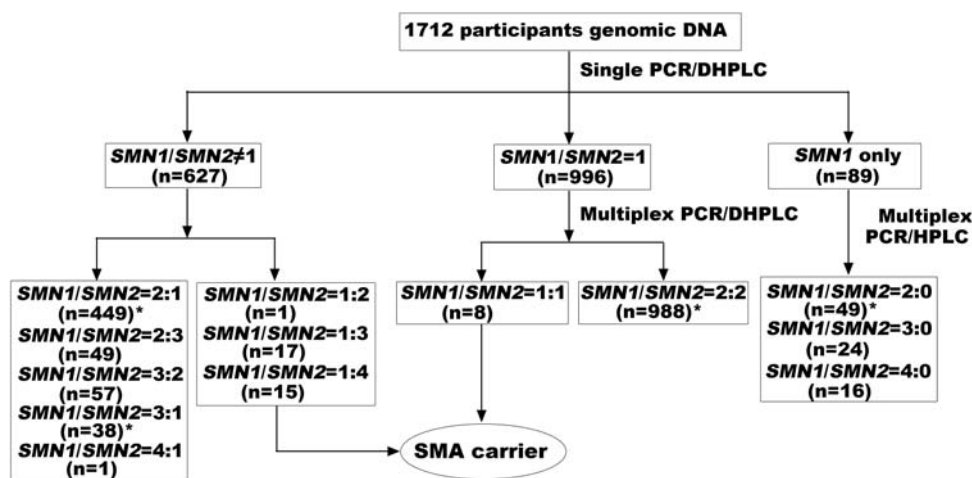 1712 participants genomic DNA
Single PCR/DHPLC
SMN1/SMN2≠1
(n=627)
SMN1/SMN2=1
(n=996)
SMN1 only
(n=89)
Multiplex PCR/DHPLC
Multiplex
PCR/HPLC
SMN1/SMN2=2:1
(n=449)*
SMN1/SMN2=2:3
(n=49)
SMN1/SMN2=3:2
(n=57)
SMN1/SMN2=3:1
(n=38)*
SMN1/SMN2=4:1
(n=1)
SMN1/SMN2=1:2
(n=1)
SMN1/SMN2=1:3
(n=17)
SMN1/SMN2=1:4
(n=15)
SMN1/SMN2=1:1
(n=8)
SMN1/SMN2=2:2
(n=988)*
SMN1/SMN2=2:0
(n=49)*
SMN1/SMN2=3:0
(n=24)
SMN1/SMN2=4:0
(n=16)
SMA carrier